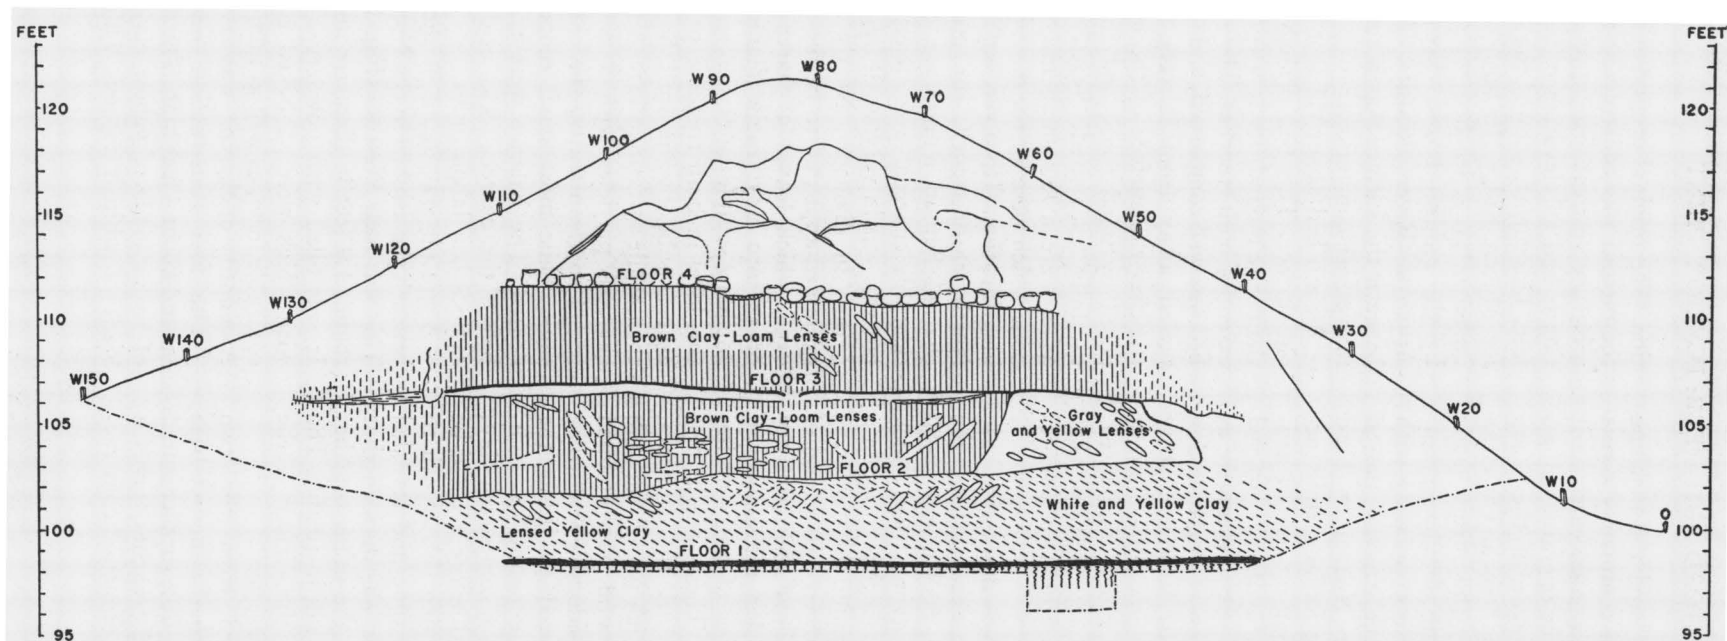 FEET
FEET
W80
W90
120
W70
120
W100
W60
W110
115
W50
115
W120
FLOOR 4
W40
W130
110
110
W140
Brown Clay-Loam Lenses
W30
W150
FLOOR 3
105
Brown Clay-Loam Lenses
Gray
and Yellow Lenses
W20
105
FLOOR 2
W10
White and Yellow Clay
100
Lensed Yellow Clay
0
100
FLOOR 1
95
95